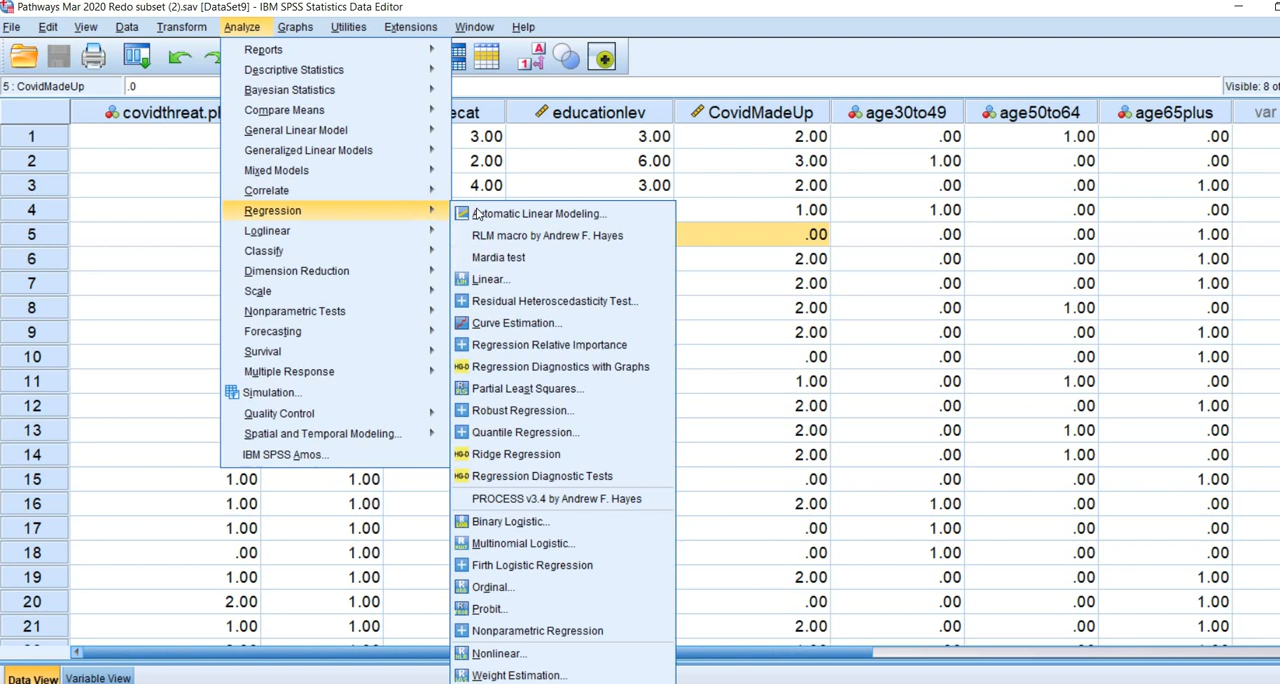 Pathways Mar 2020 Redo subset (2).sav [DataSet9] - IBM SPSS Statistics Data Editor
File Edit View Data Transform Analyze Graphs Utilities Extensions Window Help
5 : CovidMadeUp .0 Visible: 8 of
covidthreat.ph ecat educationlev CovidMadeUp age30to49 age50to64 age65plus var
1 3.00 3.00 2.00 .00 1.00 .00
2 2.00 6.00 3.00 1.00 .00 .00
3 4.00 3.00 2.00 .00 .00 .00
4 1.00 1.00 .00 .00
5 .00 .00 .00 1.00
6 2.00 .00 .00 1.00
7 2.00 .00 .00 1.00
8 2.00 .00 1.00 .00
9 2.00 .00 .00 1.00
10 .00 .00 .00 1.00
11 1.00 .00 1.00 .00
12 2.00 .00 .00 1.00
13 2.00 .00 1.00 .00
14 2.00 .00 1.00 .00
15 1.00 1.00 .00 .00 .00 1.00
16 1.00 1.00 2.00 1.00 .00 .00
17 1.00 1.00 .00 1.00 .00 .00
18 .00 1.00 .00 1.00 .00 .00
19 1.00 1.00 2.00 .00 .00 1.00
20 2.00 1.00 .00 .00 .00 1.00
21 1.00 1.00 2.00 .00 .00 1.00
Reports
Descriptive Statistics
Bayesian Statistics
Compare Means
General Linear Model
Generalized Linear Models
Mixed Models
Correlate
Regression
Loglinear
Classify
Dimension Reduction
Scale
Nonparametric Tests
Forecasting
Survival
Multiple Response
Simulation...
Quality Control
Spatial and Temporal Modeling...
IBM SPSS Amos...
Automatic Linear Modeling...
RLM macro by Andrew F. Hayes
Mardia test
Linear...
Residual Heteroscedasticity Test...
Curve Estimation...
Regression Relative Importance
Regression Diagnostics with Graphs
Partial Least Squares...
Robust Regression...
Quantile Regression...
Ridge Regression
Regression Diagnostic Tests
PROCESS v3.4 by Andrew F. Hayes
Binary Logistic...
Multinomial Logistic...
Firth Logistic Regression
Ordinal...
Probit...
Nonparametric Regression
Nonlinear...
Weight Estimation...
Data View Variable View